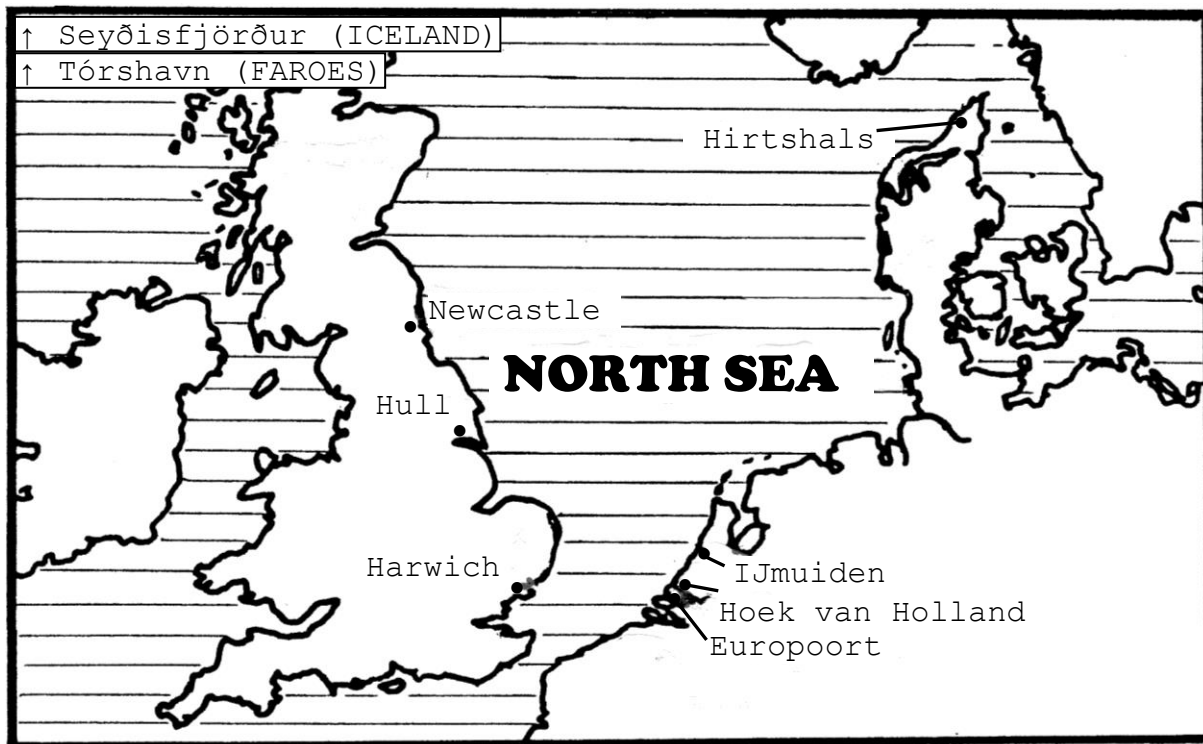 ↑ Seyðisfjörður (ICELAND)
↑ Tórshavn (FAROES)
Hirtshals
Newcastle
NORTH SEA
Hull
Harwich
IJmuiden
Hoek van Holland
Europoort